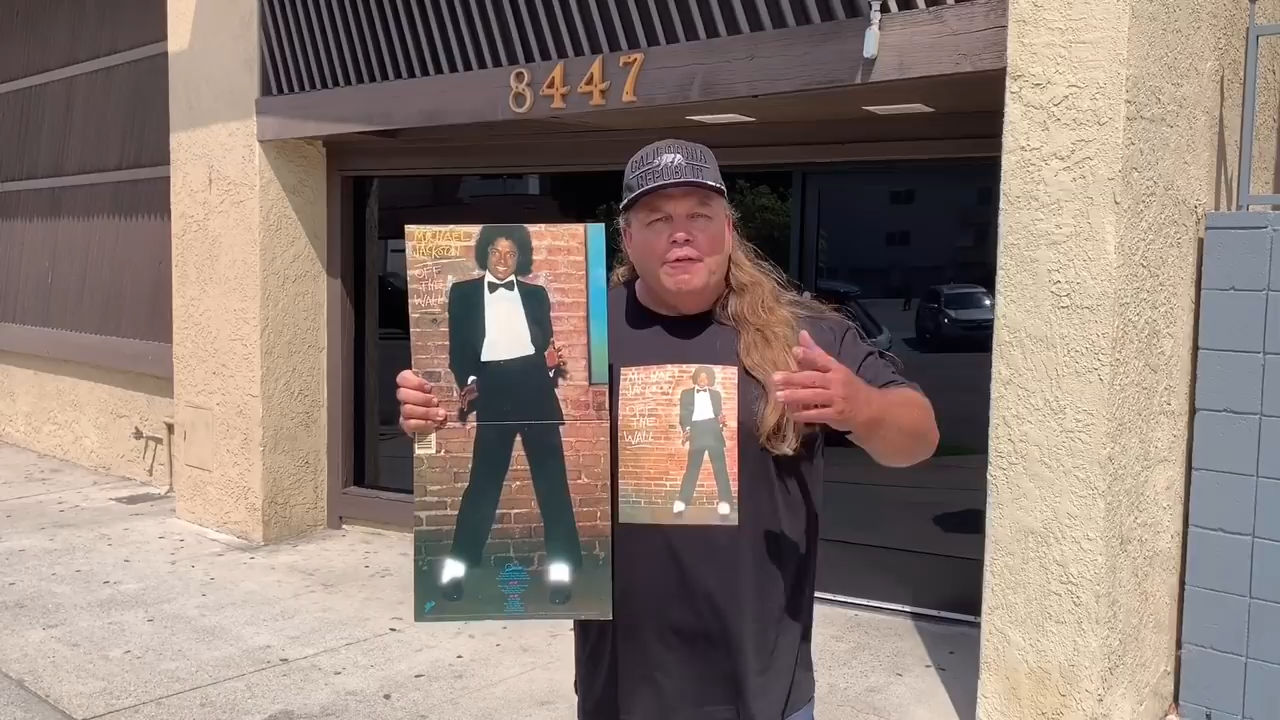 8447
CALIFORNIA
REPUBLIC
MICHAEL
JACKSON
OFF
THE
WALL
MICHAEL
JACKSON
OFF
THE
WALL